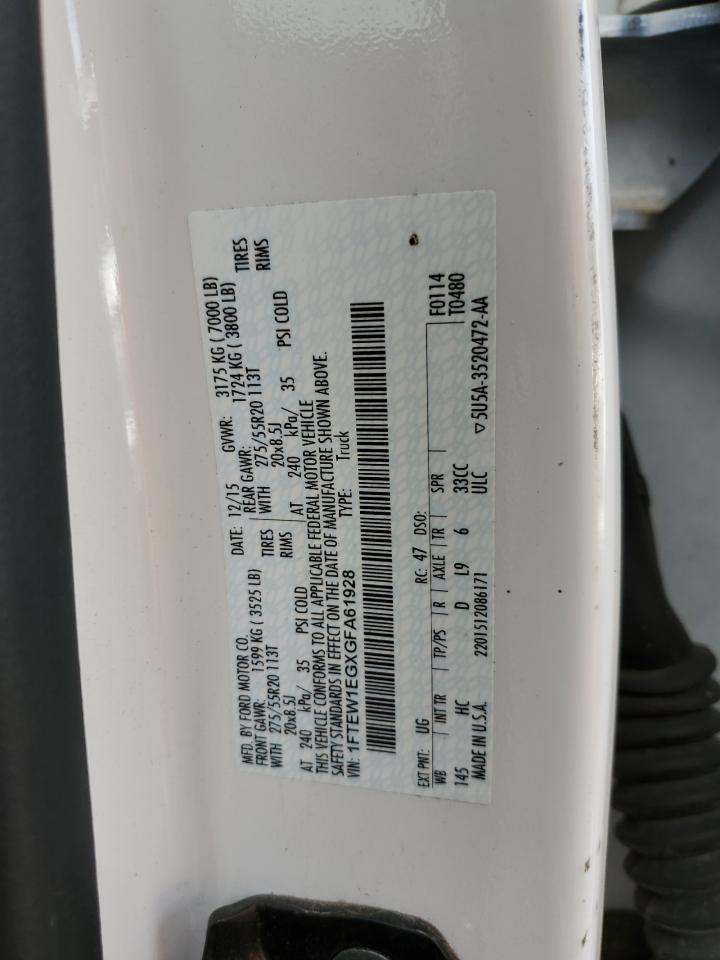 MFD. BY FORD MOTOR CO.
DATE: 12/15 GVWR: 3175 KG ( 7000 LB)
FRONT GAWR: 1599 KG ( 3525 LB) REAR GAWR: 1724 KG ( 3800 LB)
WITH 275/55R20 113T TIRES WITH 275/55R20 113T TIRES
20x8.5J RIMS 20x8.5J RIMS
AT 240 kPa/ 35 PSI COLD AT 240 kPa/ 35 PSI COLD
THIS VEHICLE CONFORMS TO ALL APPLICABLE FEDERAL MOTOR VEHICLE
SAFETY STANDARDS IN EFFECT ON THE DATE OF MANUFACTURE SHOWN ABOVE.
VIN: 1FTEW1EGXGFA61928 TYPE: Truck
EXT PNT: UG RC: 47 DSO:
WB INT TR TP/PS R AXLE TR SPR F0114
145 HC D L9 6 33CC T0480
MADE IN U.S.A. 2201512086171 ULC ▽5U5A-3520472-AA